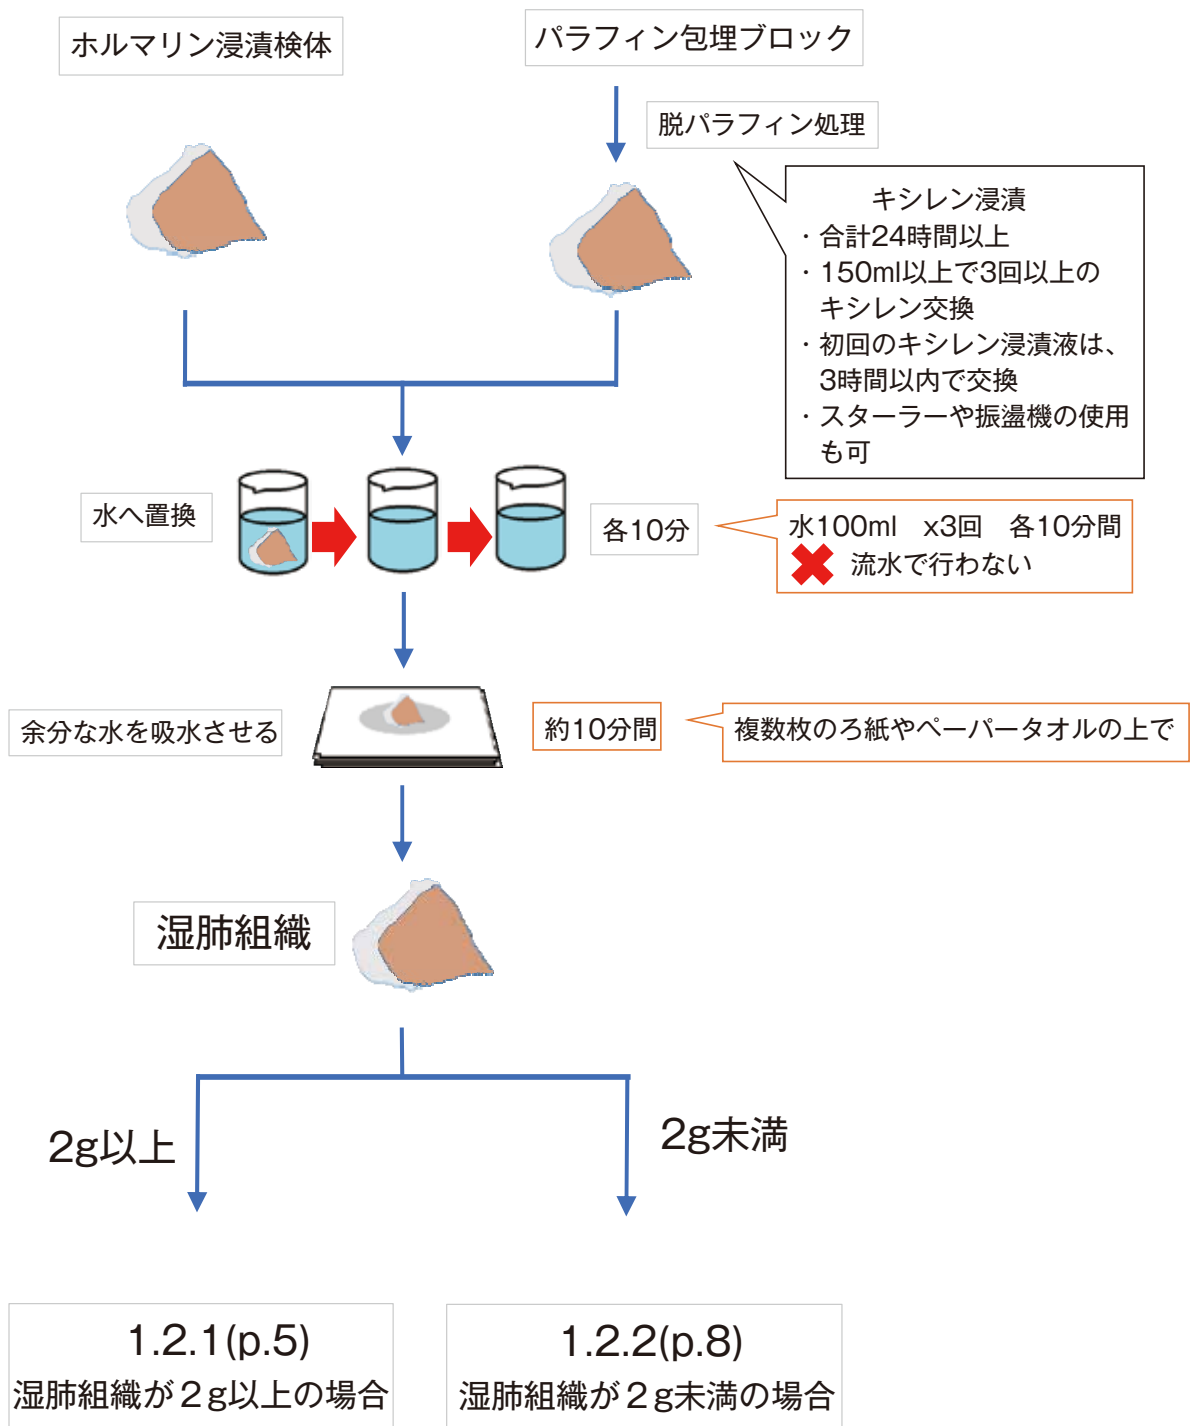 ホルマリン浸漬検体
パラフィン包埋ブロック
脱パラフィン処理
キシレン浸漬
・合計24時間以上
・150ml以上で3回以上の
キシレン交換
・初回のキシレン浸漬液は、
3時間以内で交換
・スターラーや振盪機の使用
も可
水へ置換
各10分
水100ml x3回 各10分間
流水で行わない
余分な水を吸水させる
約10分間
複数枚のろ紙やペーパータオルの上で
湿肺組織
2g以上
2g未満
1.2.1(p.5)
湿肺組織が2g以上の場合
1.2.2(p.8)
湿肺組織が2g未満の場合